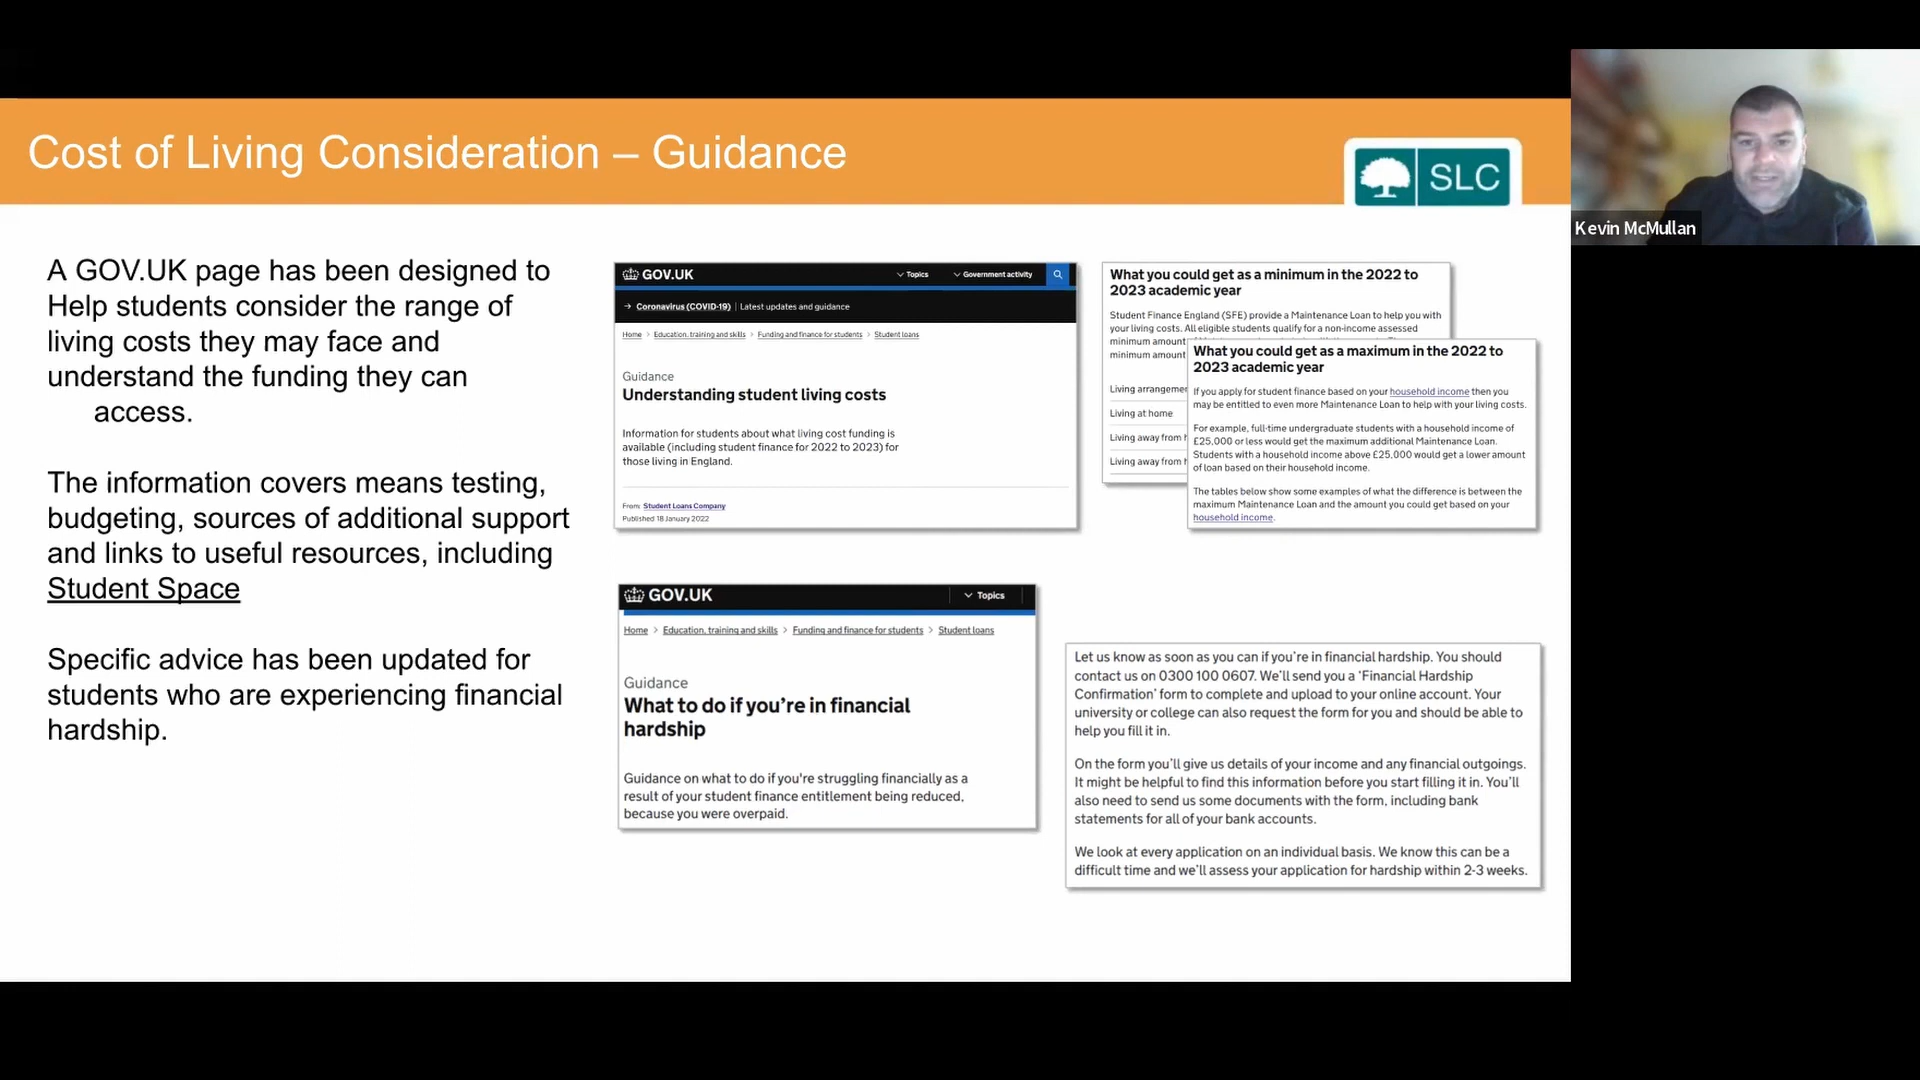 Cost of Living Consideration – Guidance
SLC
Kevin McMullan
A GOV.UK page has been designed to
Help students consider the range of
living costs they may face and
understand the funding they can
access.
The information covers means testing,
budgeting, sources of additional support
and links to useful resources, including
Student Space
Specific advice has been updated for
students who are experiencing financial
hardship.
GOV.UK
Topics
Government activity
Coronavirus (COVID-19) | Latest updates and guidance
Home > Education, training and skills > Funding and finance for students > Student loans
Guidance
Understanding student living costs
Information for students about what living cost funding is
available (including student finance for 2022 to 2023) for
those living in England.
From: Student Loans Company
Published 18 January 2022
What you could get as a minimum in the 2022 to
2023 academic year
Student Finance England (SFE) provide a Maintenance Loan to help you with
your living costs. All eligible students qualify for a non-income assessed
minimum amount
minimum amount
Living
Living at home
Living away from
Living away from
What you could get as a maximum in the 2022 to
2023 academic year
If you apply for student finance based on your household income then you
may be entitled to even more Maintenance Loan to help with your living costs.
For example, full-time undergraduate students with a household income of
£25,000 or less would get the maximum additional Maintenance Loan.
Students with a household income above £25,000 would get a lower amount
of loan based on their household income.
The tables below show some examples of what the difference is between the
maximum Maintenance Loan and the amount you could get based on your
household income.
GOV.UK
Topics
Home > Education, training and skills > Funding and finance for students > Student loans
Guidance
What to do if you're in financial
hardship
Guidance on what to do if you're struggling financially as a
result of your student finance entitlement being reduced,
because you were overpaid.
Let us know as soon as you can if you're in financial hardship. You should
contact us on 0300 100 0607. We'll send you a 'Financial Hardship
Confirmation' form to complete and upload to your online account. Your
university or college can also request the form for you and should be able to
help you fill it in.
On the form you'll give us details of your income and any financial outgoings.
It might be helpful to find this information before you start filling it in. You'll
also need to send us some documents with the form, including bank
statements for all of your bank accounts.
We look at every application on an individual basis. We know this can be a
difficult time and we'll assess your application for hardship within 2-3 weeks.